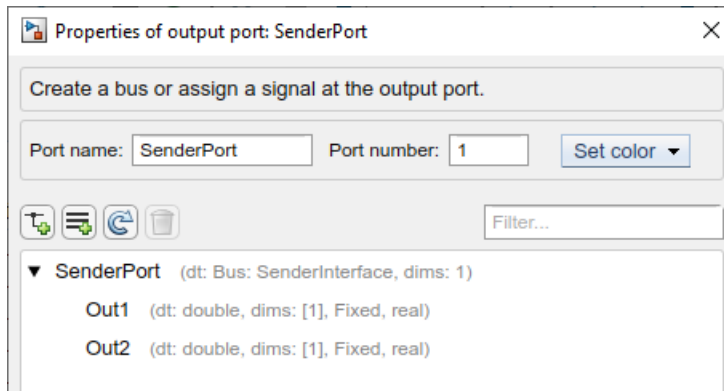 Properties of output port: SenderPort
Create a bus or assign a signal at the output port.
Port name: SenderPort Port number: 1 Set color
Filter...
SenderPort (dt: Bus: SenderInterface, dims: 1)
Out1 (dt: double, dims: [1], Fixed, real)
Out2 (dt: double, dims: [1], Fixed, real)